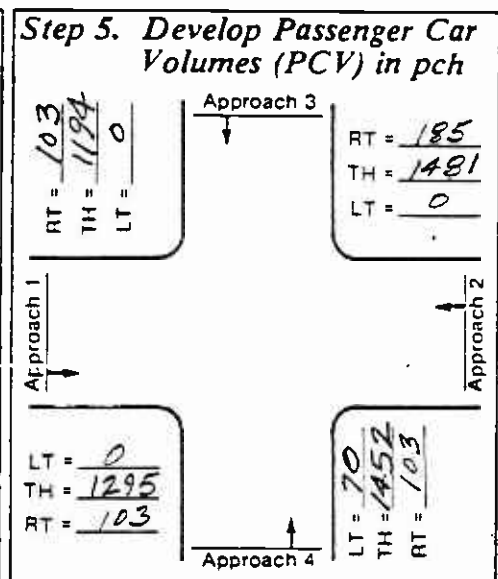 Step 5. Develop Passenger Car
Volumes (PCV) in pch
Approach 3
RT = 103
TH = 1194
LT = 0
RT = 185
TH = 1481
LT = 0
Approach 1
Approach 2
LT = 0
TH = 1295
RT = 103
Approach 4
LT = 70
TH = 1452
RT = 103